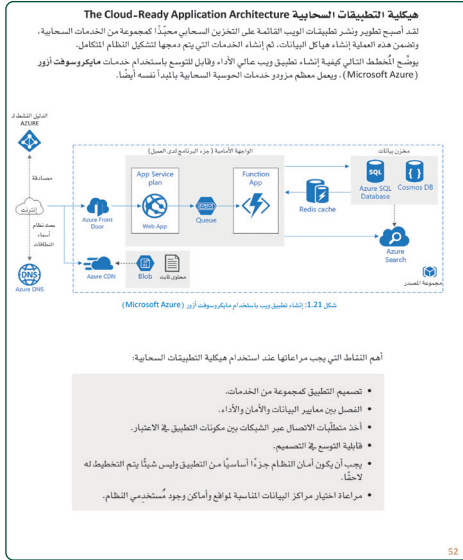 هيكلية التطبيقات السحابية The Cloud-Ready Application Architecture
لقد أصبح تطوير ونشر تطبيقات الويب القائمة على التخزين السحابي محبَّذًا كمجموعة من الخدمات السحابية،
وتضمن هذه العملية إنشاء هياكل البيانات، ثم إنشاء الخدمات التي يتم دمجها لتشكيل النظام المتكامل.
يوضِّح المُخطط التالي كيفية إنشاء تطبيق ويب عالي الأداء وقابل للتوسع باستخدام خدمات مايكروسوفت أزور
(Microsoft Azure)، ويعمل معظم مزودو خدمات الحوسبة السحابية بالمبدأ نفسه أيضًا.
الدليل النشط لـ
AZURE
مصادقة
إنترنت
بحث نظام
أسماء
النطاقات
DNS
Azure DNS
الواجهة الأمامية (جزء البرنامج لدى العميل)
مخزن بيانات
App Service
plan
Web App
Function
App
Queue
Azure Front
Door
Azure CDN
Blob
محتوى ثابت
Redis cache
SQL
Azure SQL
Database
Cosmos DB
Azure
Search
مجموعة المصدر
شكل 1.21: إنشاء تطبيق ويب باستخدام مايكروسوفت أزور (Microsoft Azure)
أهم النقاط التي يجب مراعاتها عند استخدام هيكلية التطبيقات السحابية:
• تصميم التطبيق كمجموعة من الخدمات.
• الفصل بين معايير البيانات والأمان والأداء.
• أخذ متطلّبات الاتصال عبر الشبكات بين مكونات التطبيق في الاعتبار.
• قابلية التوسع في التصميم.
• يجب أن يكون أمان النظام جزءًا أساسيًا من التطبيق وليس شيئًا يتم التخطيط له
لاحقًا.
• مراعاة اختيار مراكز البيانات المناسبة لمواقع وأماكن وجود مُستخدِمي النظام.
52